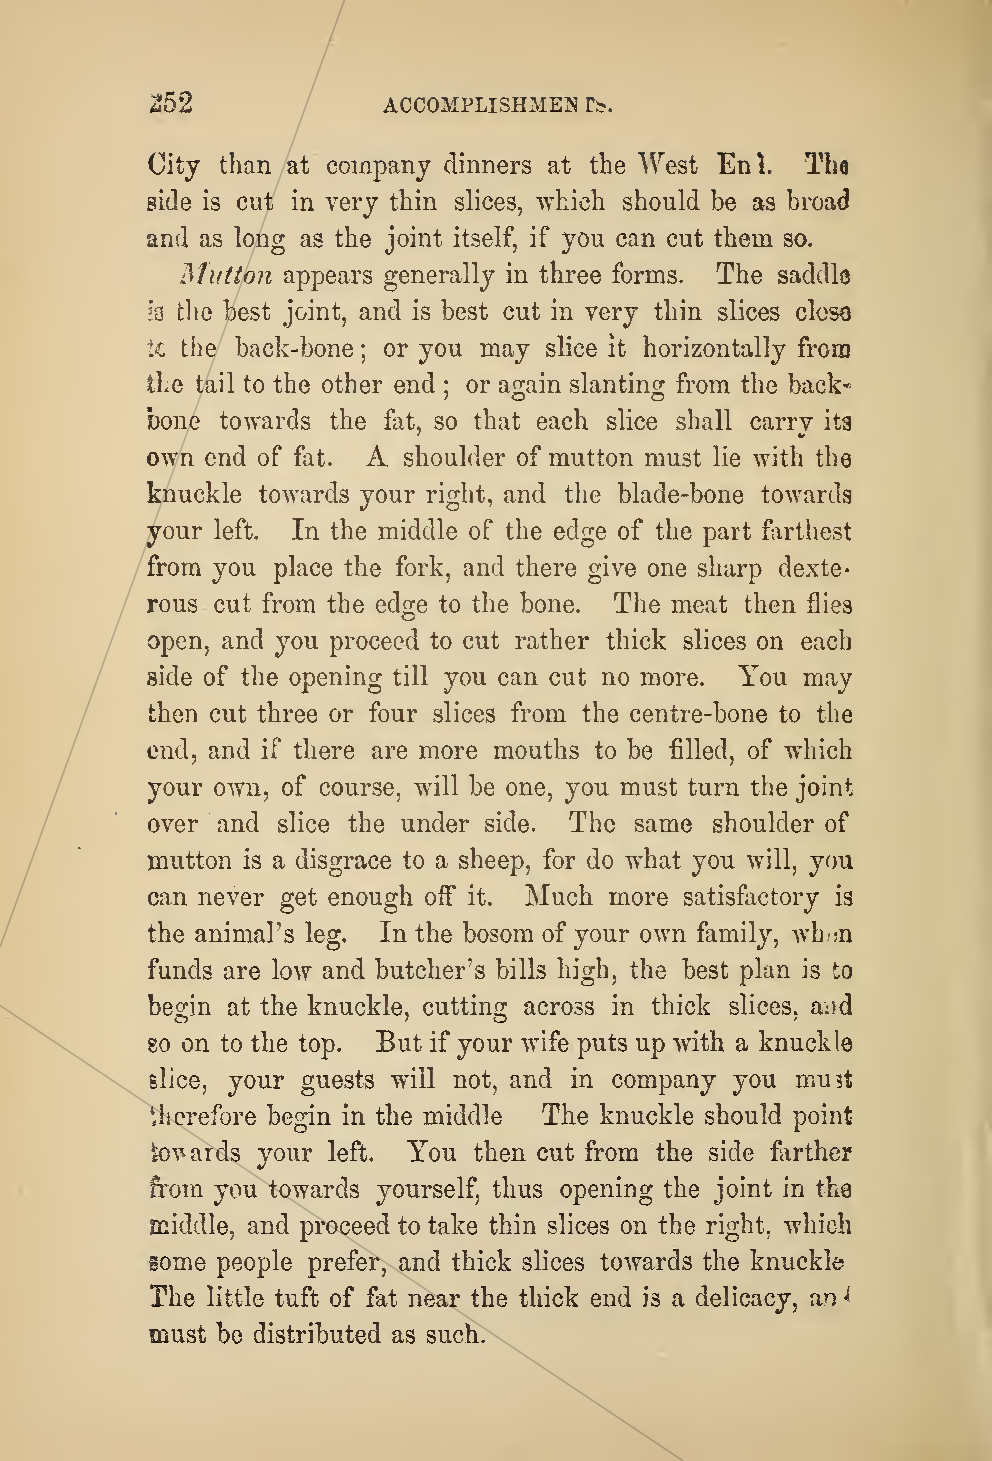 252 ACCOMPLISHMENTS.
City than at company dinners at the West End. The
side is cut in very thin slices, which should be as broad
and as long as the joint itself, if you can cut them so.
Mutton appears generally in three forms. The saddle
is the best joint, and is best cut in very thin slices close
to the back-bone; or you may slice it horizontally from
the tail to the other end; or again slanting from the back-
bone towards the fat, so that each slice shall carry its
own end of fat. A shoulder of mutton must lie with the
knuckle towards your right, and the blade-bone towards
your left. In the middle of the edge of the part farthest
from you place the fork, and there give one sharp dexte-
rous cut from the edge to the bone. The meat then flies
open, and you proceed to cut rather thick slices on each
side of the opening till you can cut no more. You may
then cut three or four slices from the centre-bone to the
end, and if there are more mouths to be filled, of which
your own, of course, will be one, you must turn the joint
over and slice the under side. The same shoulder of
mutton is a disgrace to a sheep, for do what you will, you
can never get enough off it. Much more satisfactory is
the animal's leg. In the bosom of your own family, when
funds are low and butcher's bills high, the best plan is to
begin at the knuckle, cutting across in thick slices, and
so on to the top. But if your wife puts up with a knuckle
slice, your guests will not, and in company you must
therefore begin in the middle The knuckle should point
towards your left. You then cut from the side farther
from you towards yourself, thus opening the joint in the
middle, and proceed to take thin slices on the right, which
some people prefer, and thick slices towards the knuckle
The little tuft of fat near the thick end is a delicacy, and
must be distributed as such.